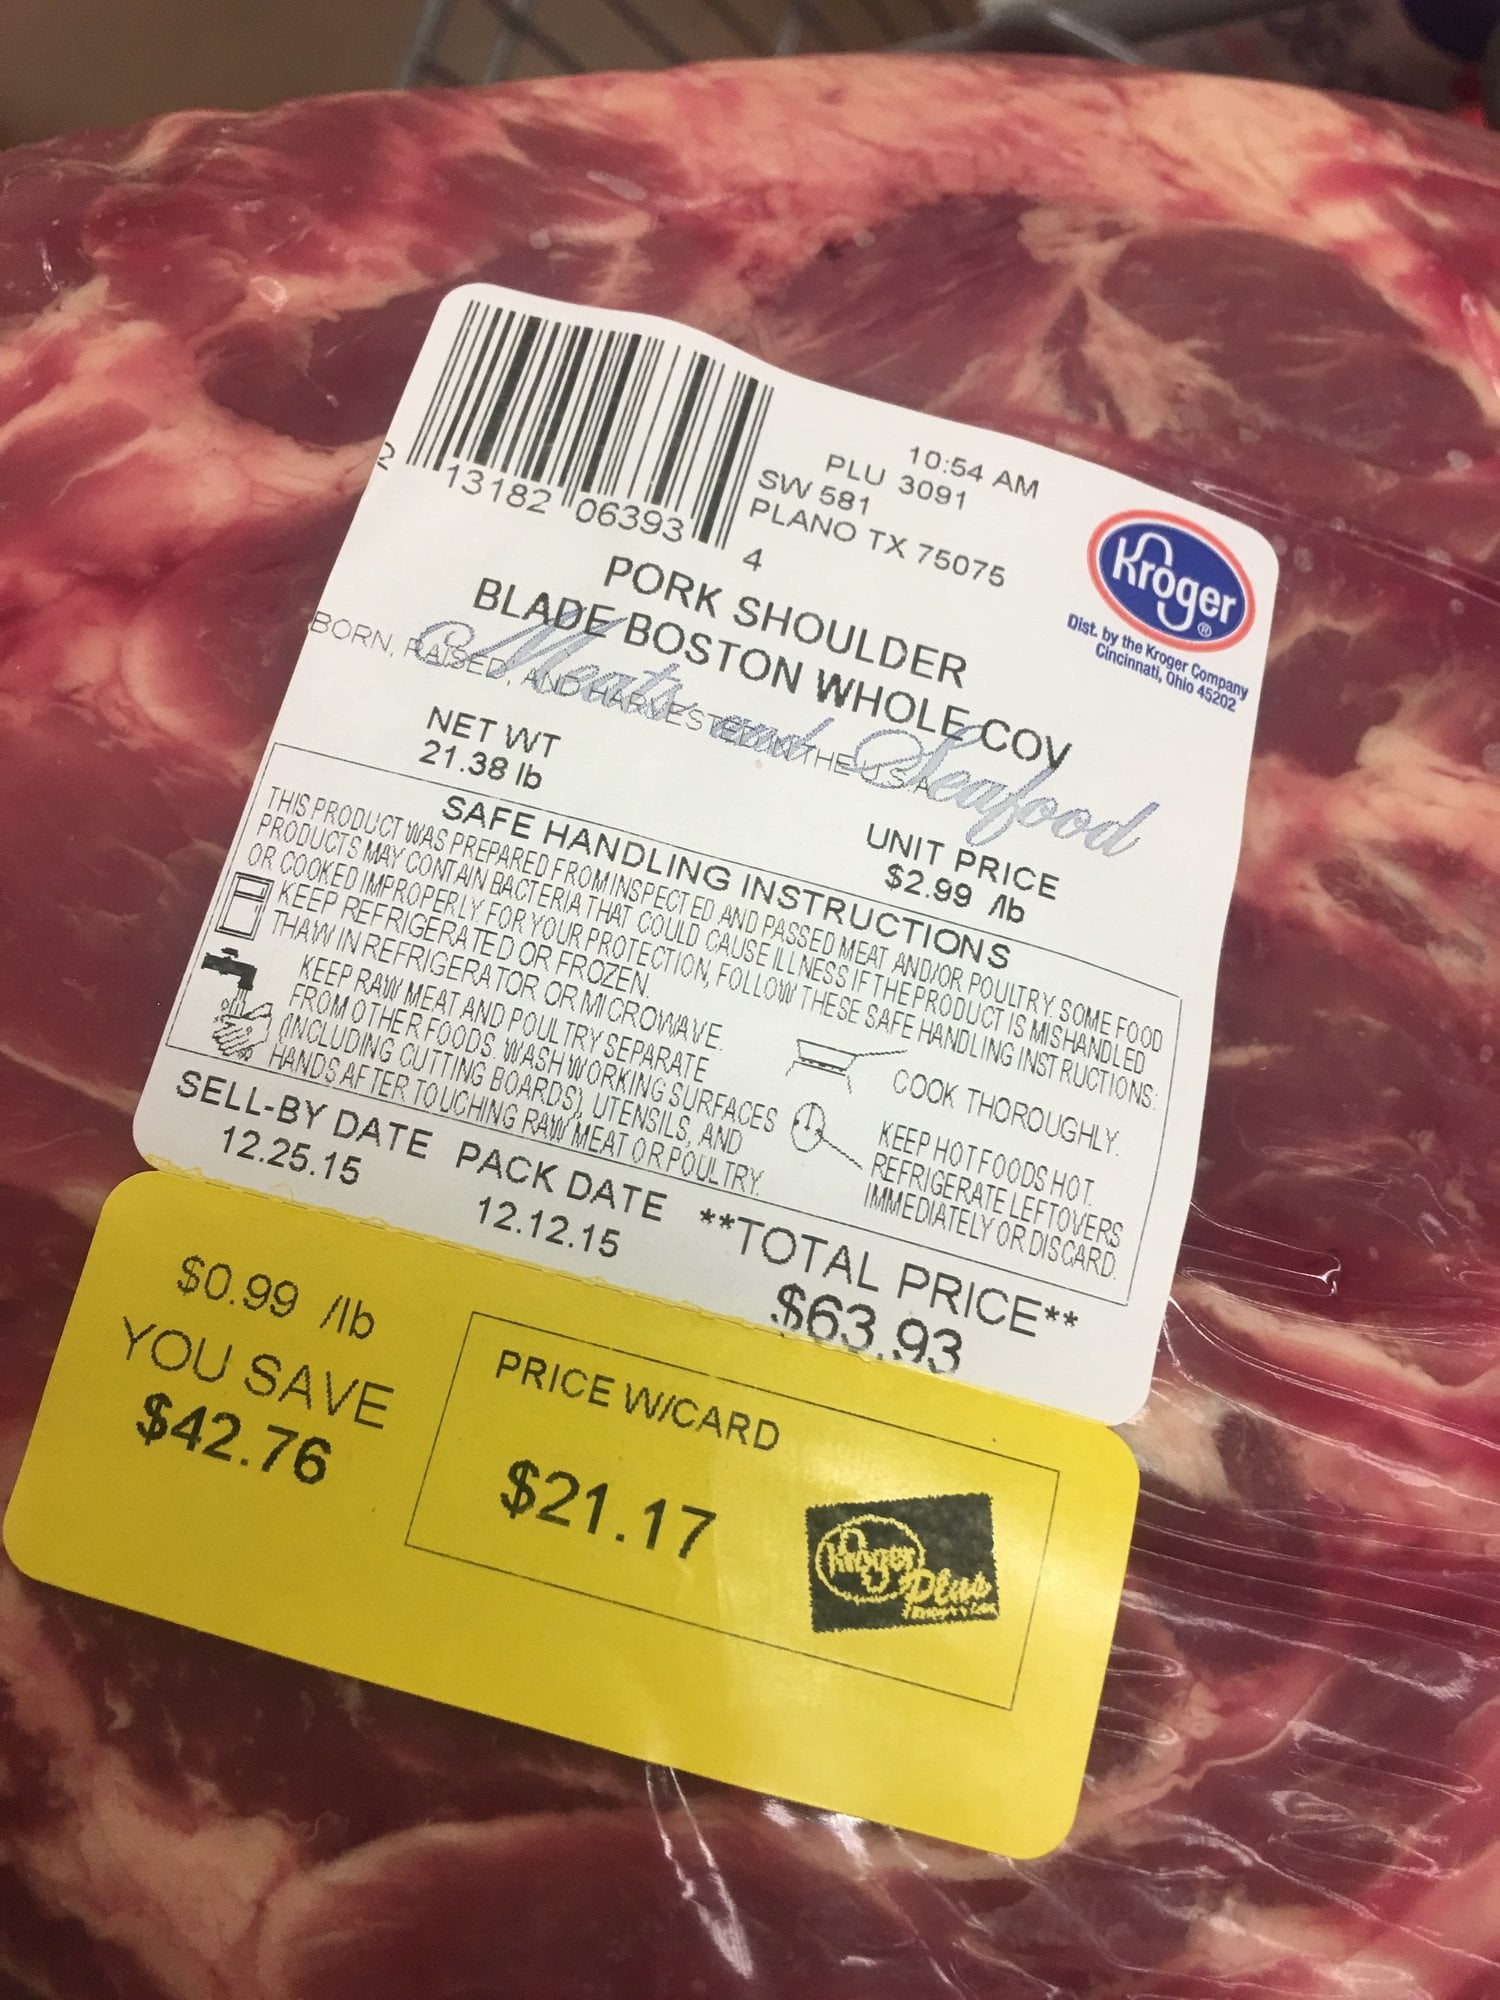 10:54 AM
PLU 3091
SW 581
PLANO TX 75075
2 13182 06393 4
Kroger®
Dist. by the Kroger Company
Cincinnati, Ohio 45202
PORK SHOULDER
BLADE BOSTON WHOLE COV
BORN, RAISED, AND HARVESTED IN THE U.S.A.
Meats and Seafood
NET WT
21.38 lb
UNIT PRICE
$2.99 /lb
SAFE HANDLING INSTRUCTIONS
THIS PRODUCT WAS PREPARED FROM INSPECTED AND PASSED MEAT AND/OR POULTRY. SOME FOOD
PRODUCTS MAY CONTAIN BACTERIA THAT COULD CAUSE ILLNESS IF THE PRODUCT IS MISHANDLED
OR COOKED IMPROPERLY. FOR YOUR PROTECTION, FOLLOW THESE SAFE HANDLING INSTRUCTIONS:
KEEP REFRIGERATED OR FROZEN.
THAW IN REFRIGERATOR OR MICROWAVE.
KEEP RAW MEAT AND POULTRY SEPARATE
FROM OTHER FOODS. WASH WORKING SURFACES
(INCLUDING CUTTING BOARDS), UTENSILS, AND
HANDS AFTER TOUCHING RAW MEAT OR POULTRY.
COOK THOROUGHLY.
KEEP HOT FOODS HOT.
REFRIGERATE LEFTOVERS
IMMEDIATELY OR DISCARD.
SELL-BY DATE
12.25.15
PACK DATE
12.12.15
**TOTAL PRICE**
$63.93
$0.99 /lb
YOU SAVE
$42.76
PRICE W/CARD
$21.17
Kroger
Plus